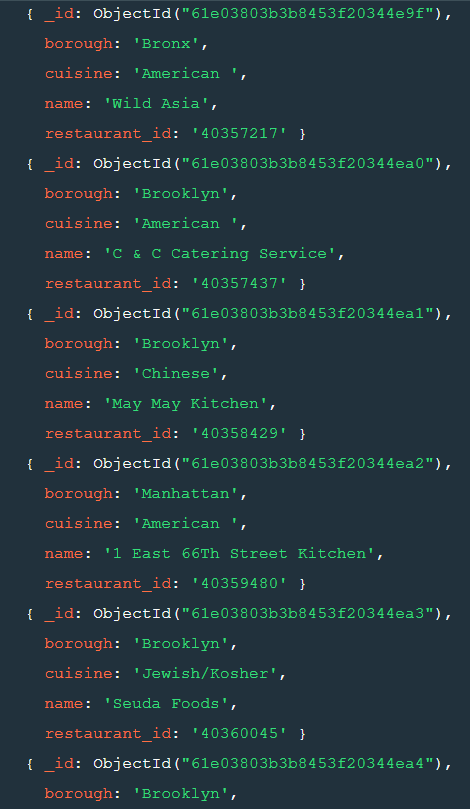 { _id: ObjectId("61e03803b3b8453f20344e9f"),
borough: 'Bronx',
cuisine: 'American ',
name: 'Wild Asia',
restaurant_id: '40357217' }
{ _id: ObjectId("61e03803b3b8453f20344ea0"),
borough: 'Brooklyn',
cuisine: 'American ',
name: 'C & C Catering Service',
restaurant_id: '40357437' }
{ _id: ObjectId("61e03803b3b8453f20344ea1"),
borough: 'Brooklyn',
cuisine: 'Chinese',
name: 'May May Kitchen',
restaurant_id: '40358429' }
{ _id: ObjectId("61e03803b3b8453f20344ea2"),
borough: 'Manhattan',
cuisine: 'American ',
name: '1 East 66Th Street Kitchen',
restaurant_id: '40359480' }
{ _id: ObjectId("61e03803b3b8453f20344ea3"),
borough: 'Brooklyn',
cuisine: 'Jewish/Kosher',
name: 'Seuda Foods',
restaurant_id: '40360045' }
{ _id: ObjectId("61e03803b3b8453f20344ea4"),
borough: 'Brooklyn',